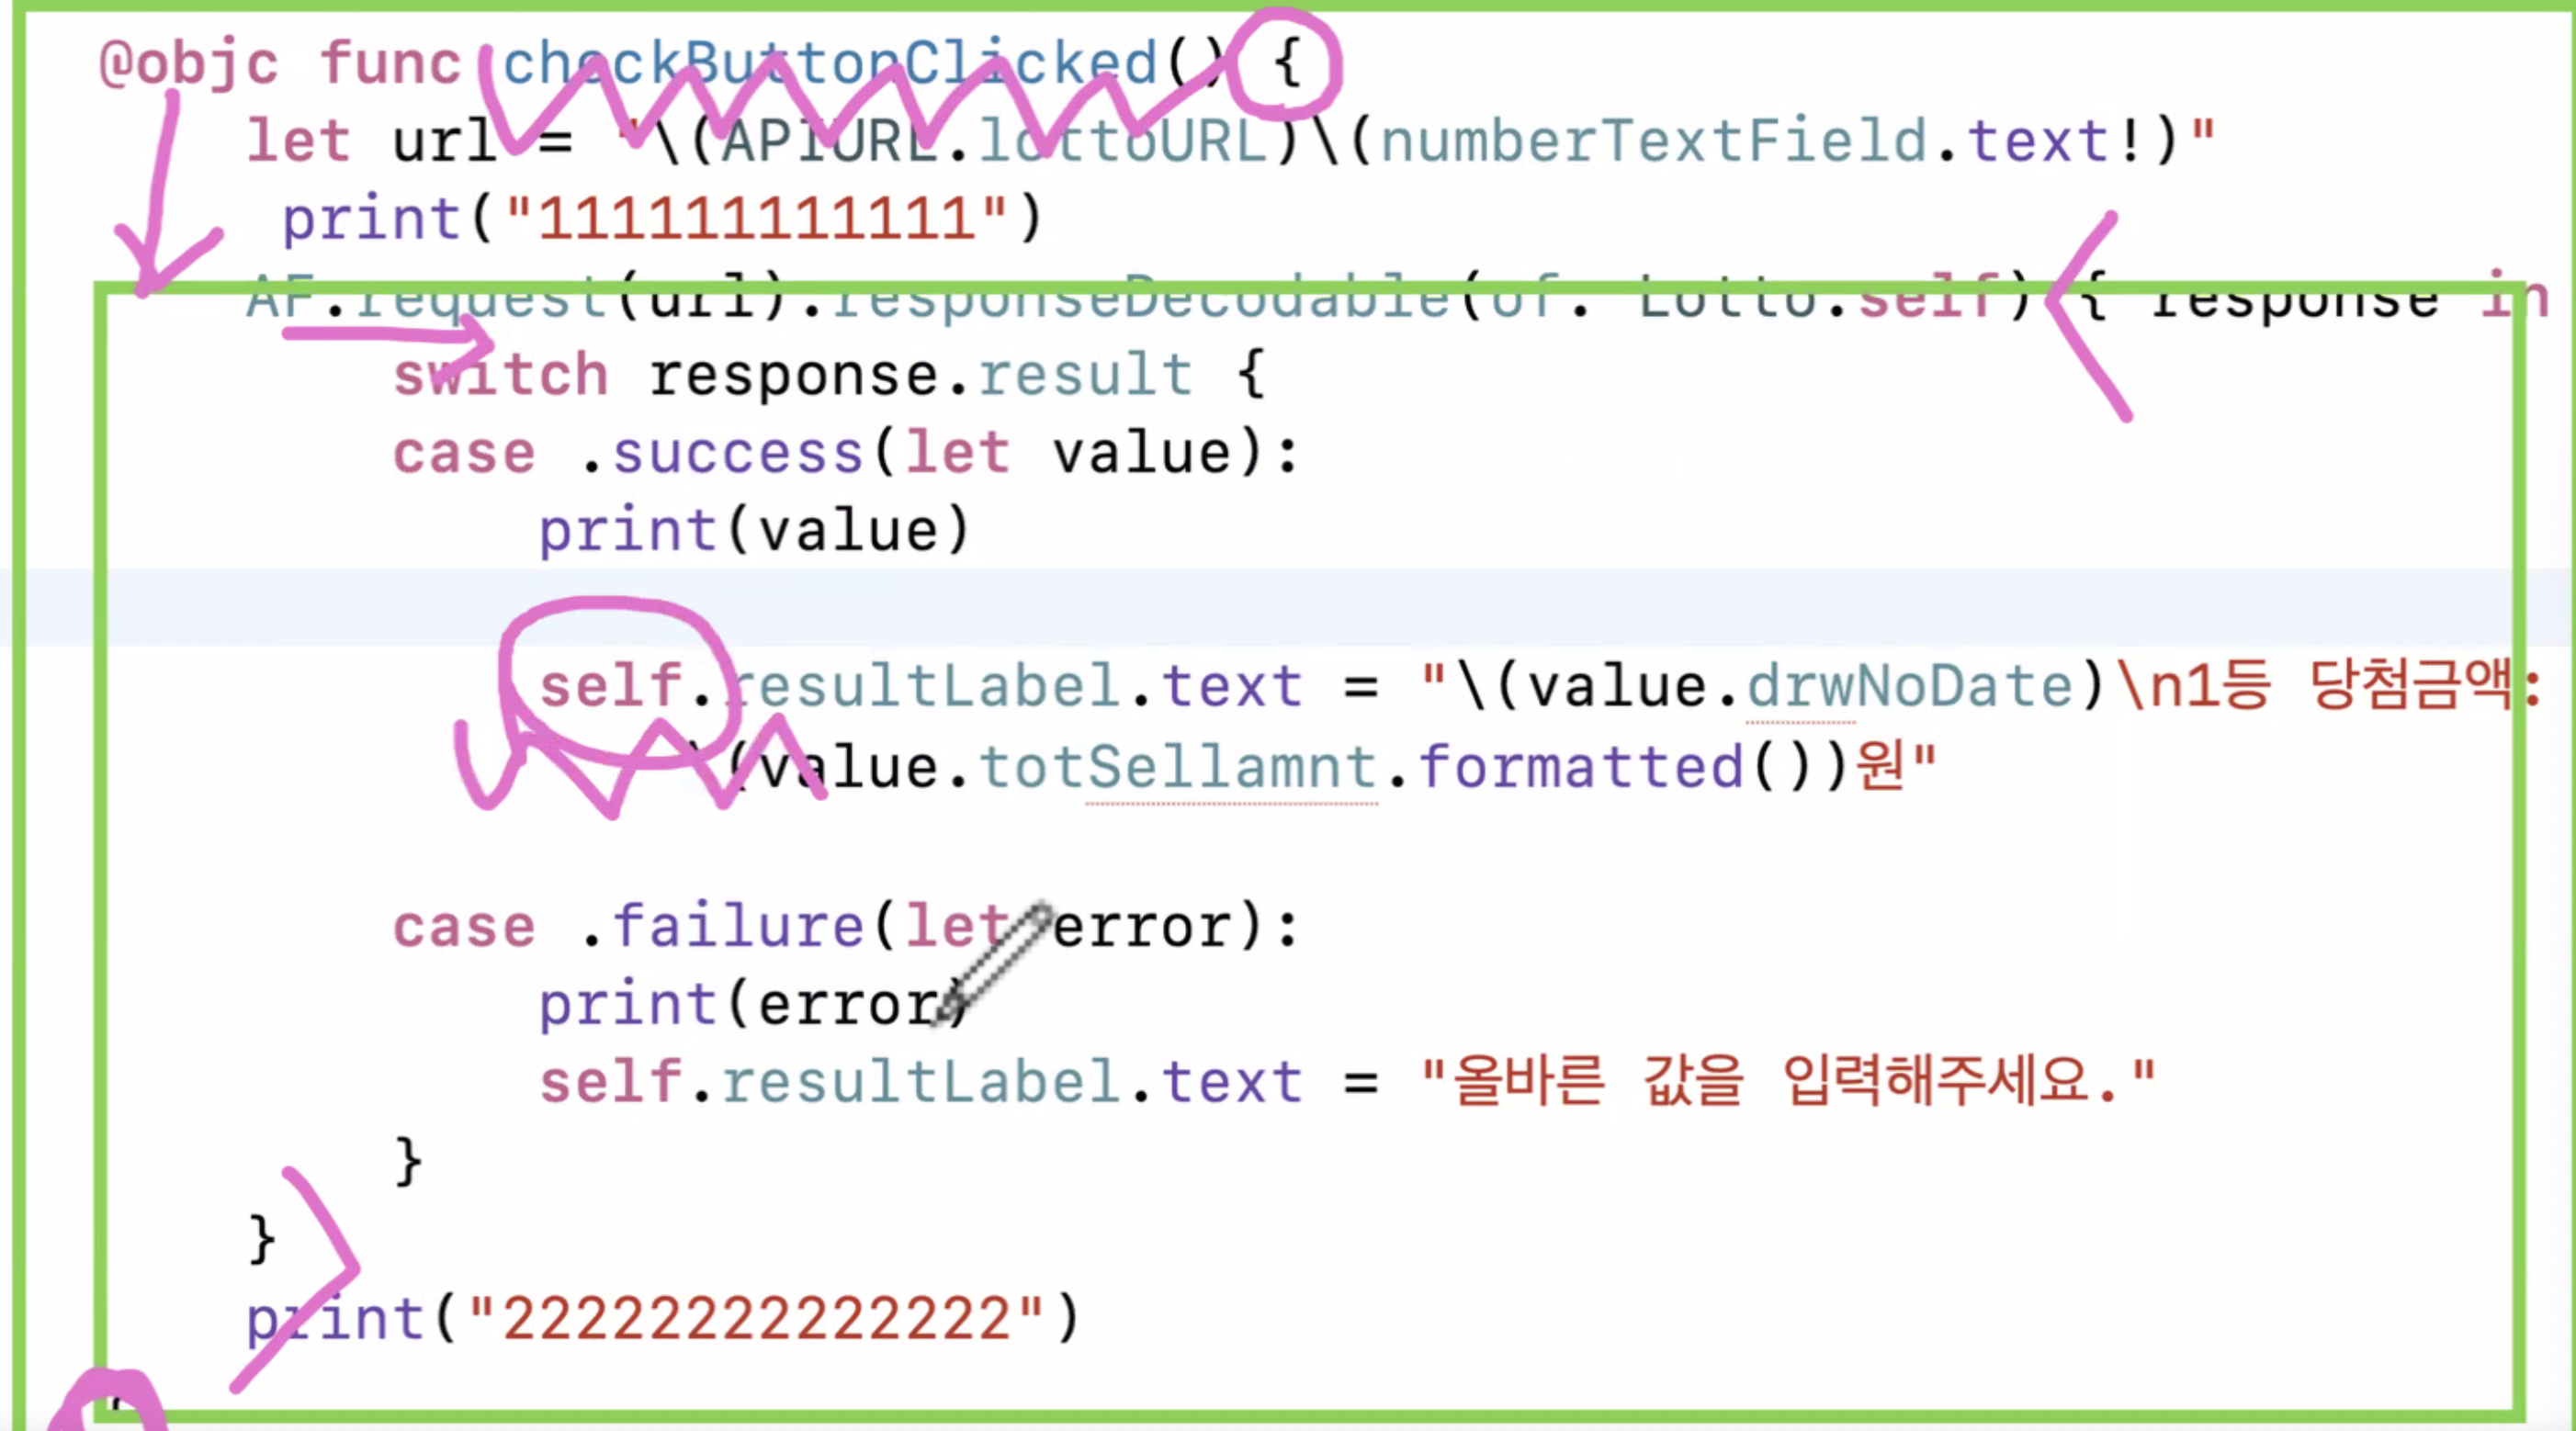 @objc func checkButtonClicked() {
let url = "\(APIURL.lottoURL)\(numberTextField.text!)"
print("111111111111")
AF.request(url).responseDecodable(of: Lotto.self) { response in
switch response.result {
case .success(let value):
print(value)
self.resultLabel.text = "\(value.drwNoDate)\n1등 당첨금액:
\(value.totSellamnt.formatted())원"
case .failure(let error):
print(error)
self.resultLabel.text = "올바른 값을 입력해주세요."
}
}
print("22222222222222")